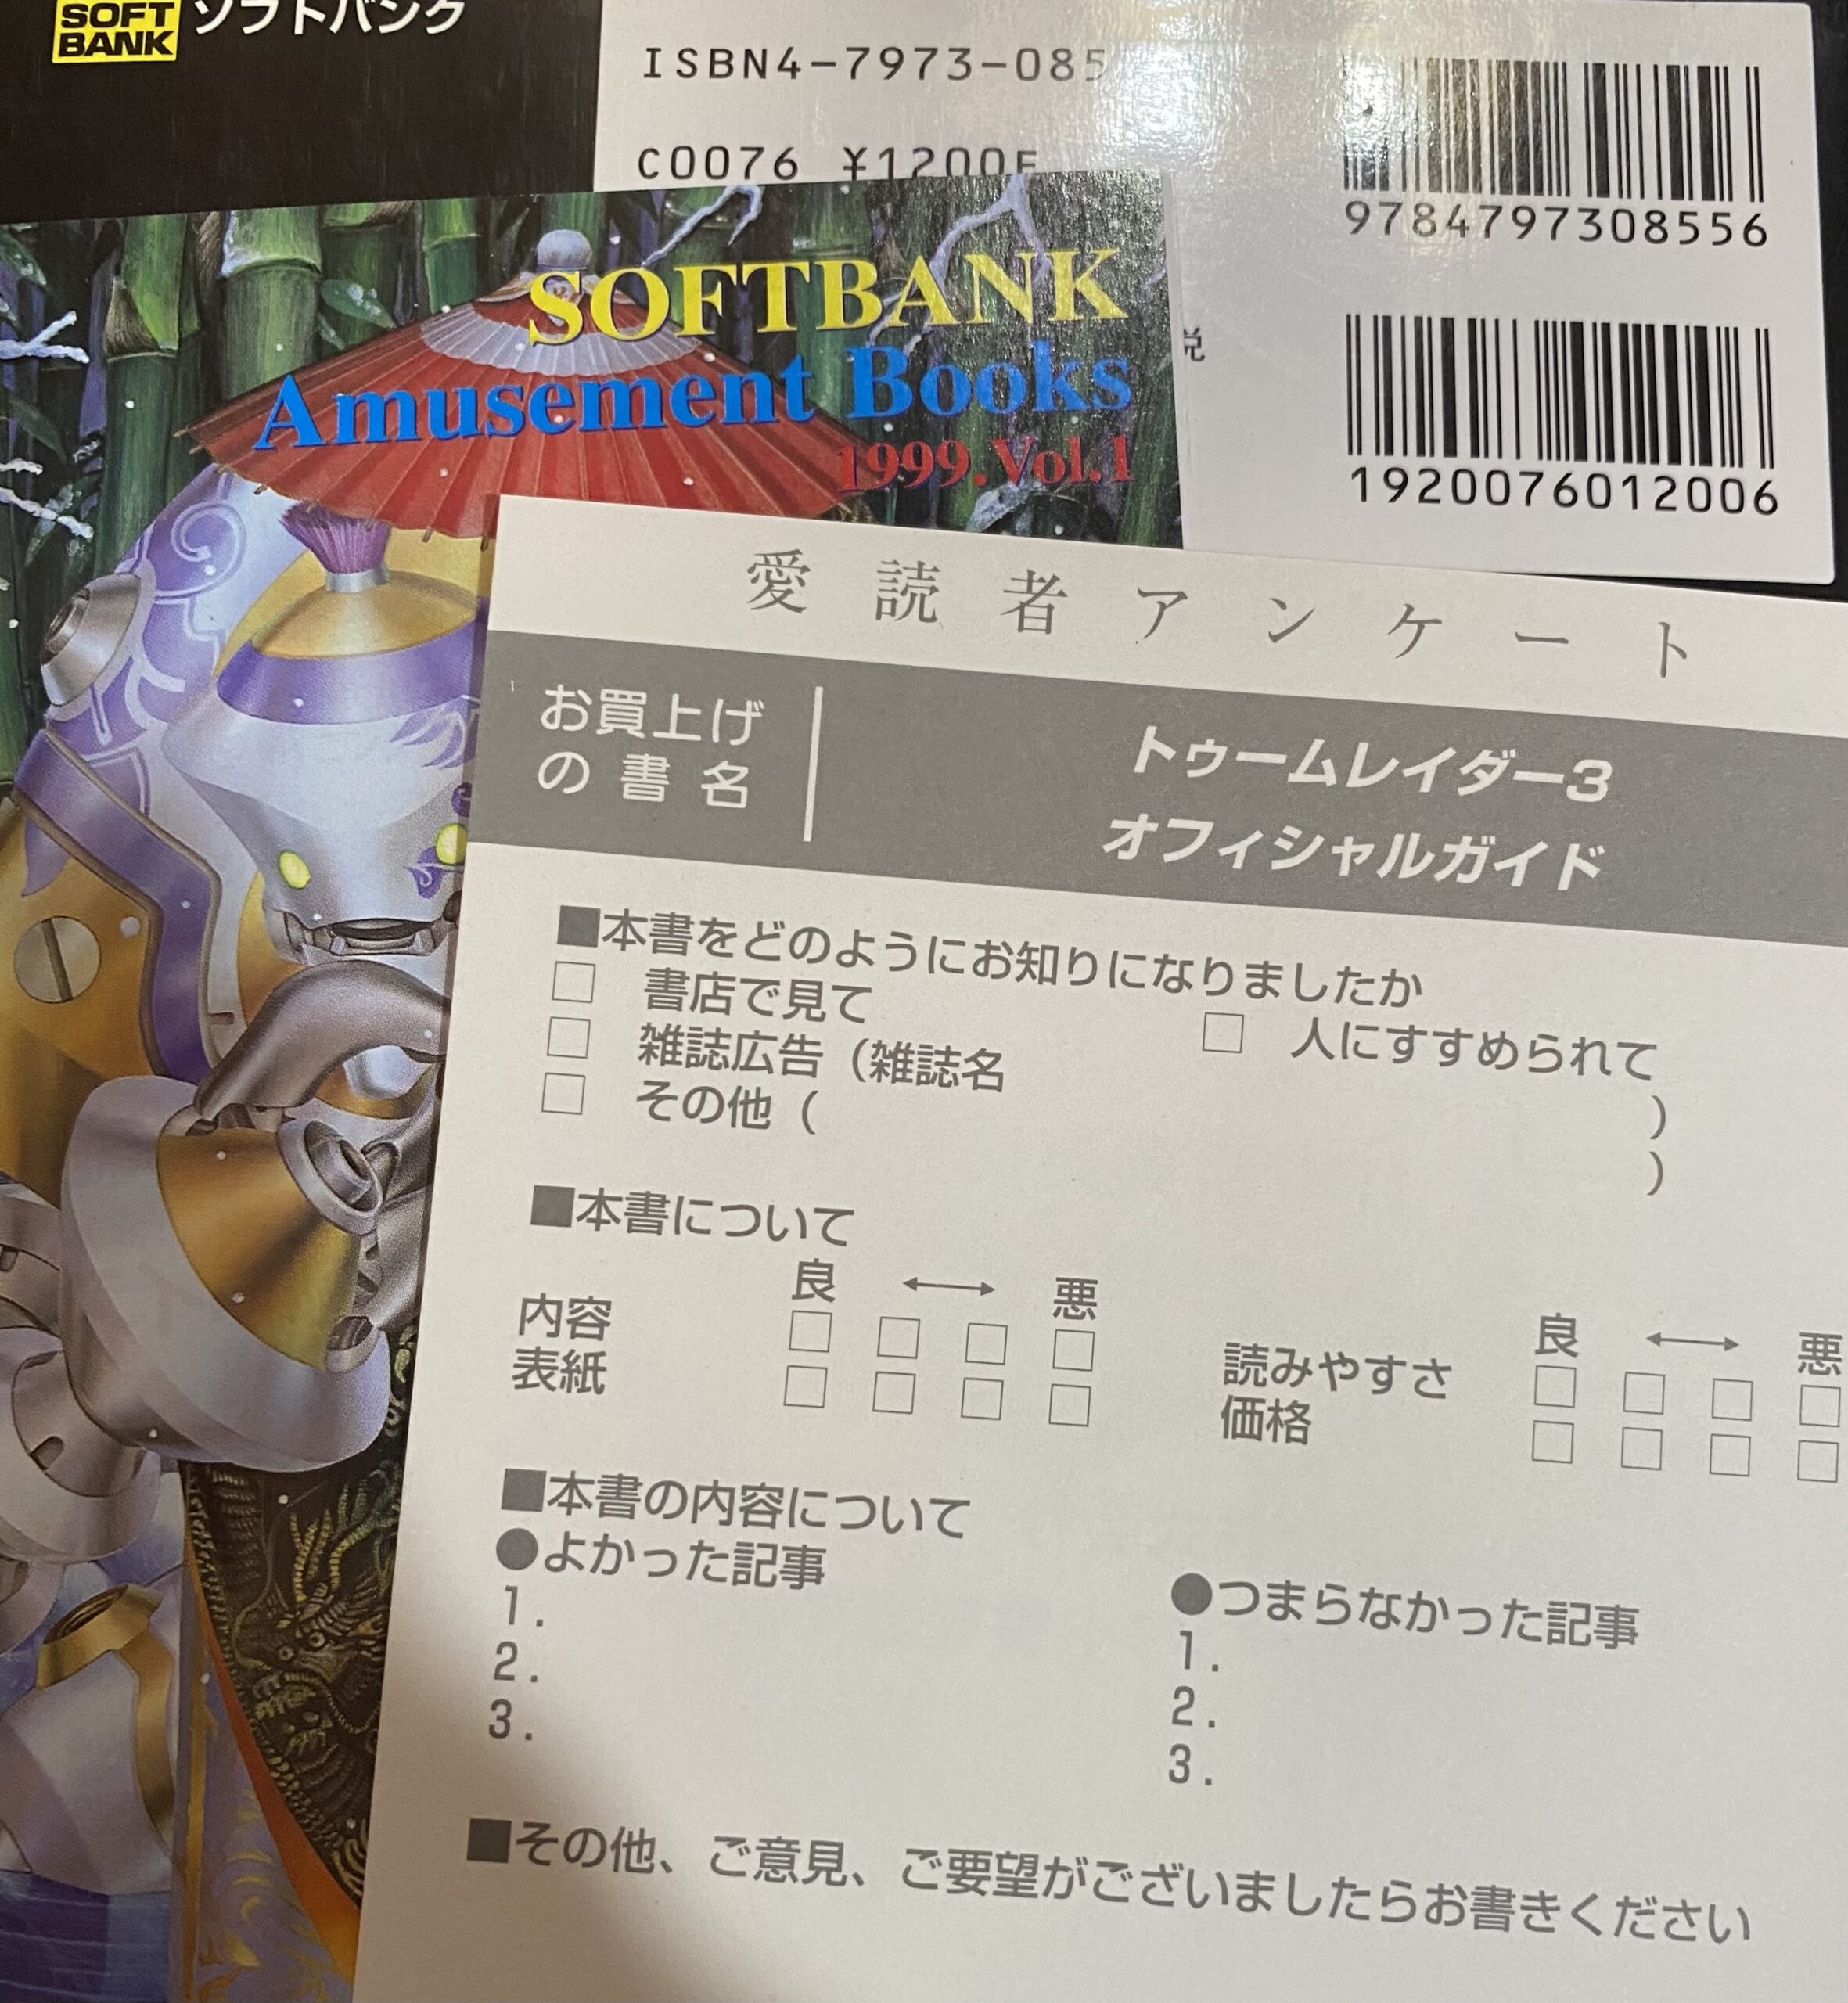 SOFT
BANK
ソフトバンク
ISBN4-7973-085
C0076 ¥1200E
9784797308556
税
1920076012006
SOFTBANK
Amusement Books
1999.Vol.1
愛読者アンケート
お買上げ
の書名
トゥームレイダー3
オフィシャルガイド
■本書をどのようにお知りになりましたか
□ 書店で見て
□ 人にすすめられて
□ 雑誌広告（雑誌名 ）
□ その他（ ）
■本書について
良 ←→ 悪
内容 □ □ □ □
表紙 □ □ □ □
良 ←→ 悪
読みやすさ □ □ □ □
価格 □ □ □ □
■本書の内容について
●よかった記事
1.
2.
3.
●つまらなかった記事
1.
2.
3.
■その他、ご意見、ご要望がございましたらお書きください